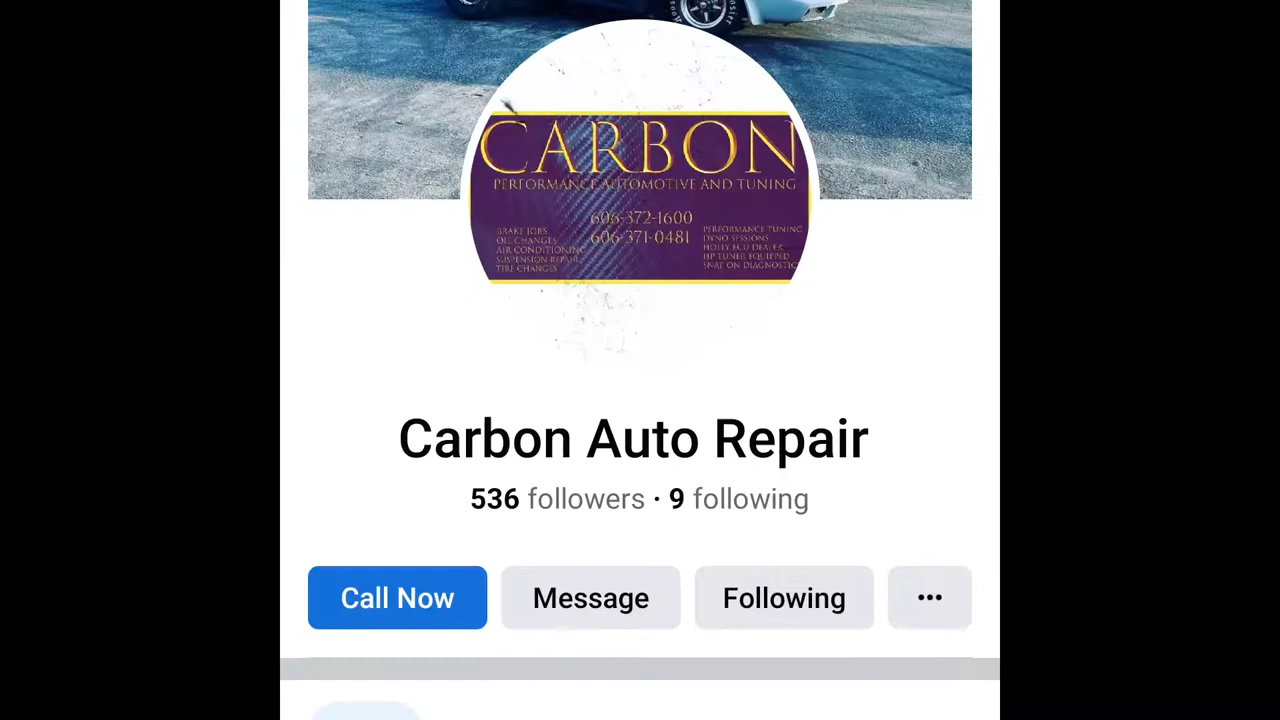 CARBON
PERFORMANCE AUTOMOTIVE AND TUNING
606-372-1600
606-371-0481
BRAKE JOBS
OIL CHANGES
AIR CONDITIONING
SUSPENSION REPAIR
TIRE CHANGES
PERFORMANCE TUNING
DYNO SESSIONS
HOLLY ECU DEALER
HP TUNER EQUIPPED
SNAP ON DIAGNOSTIC
Carbon Auto Repair
536 followers · 9 following
Call Now
Message
Following
•••